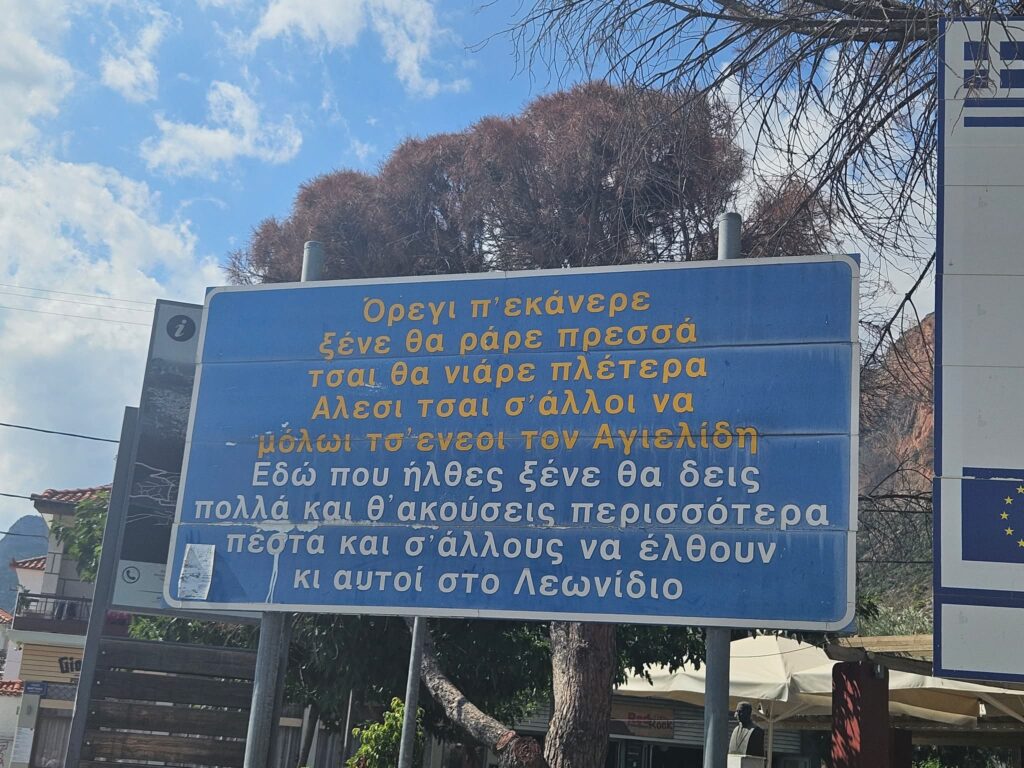 Όρεγι π'εκάνερε
ξένε θα ράρε πρεσσά
τσαι θα νιάρε πλέτερα
Αλεσι τσαι σ'άλλοι να
μόλωι τσ'ενεοι τον Αγιελίδη
Εδώ που ήλθες ξένε θα δεις
πολλά και θ'ακούσεις περισσότερα
πέστα και σ'άλλους να έλθουν
κι αυτοί στο Λεωνίδιο